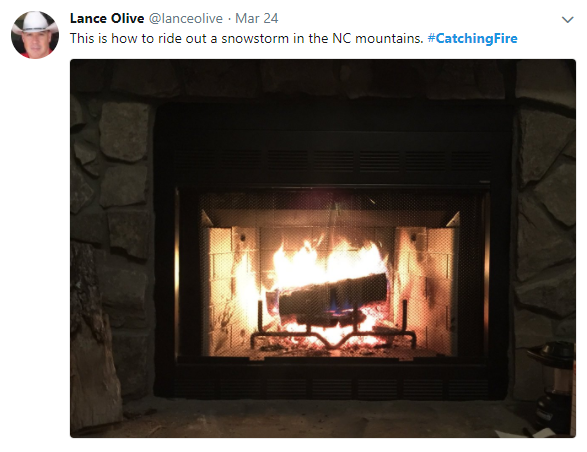 Lance Olive @lanceolive · Mar 24
This is how to ride out a snowstorm in the NC mountains. #CatchingFire